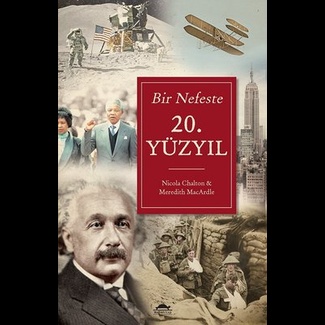 Bir Nefeste
20.
YÜZYIL
Nicola Chalton &
Meredith MacArdle